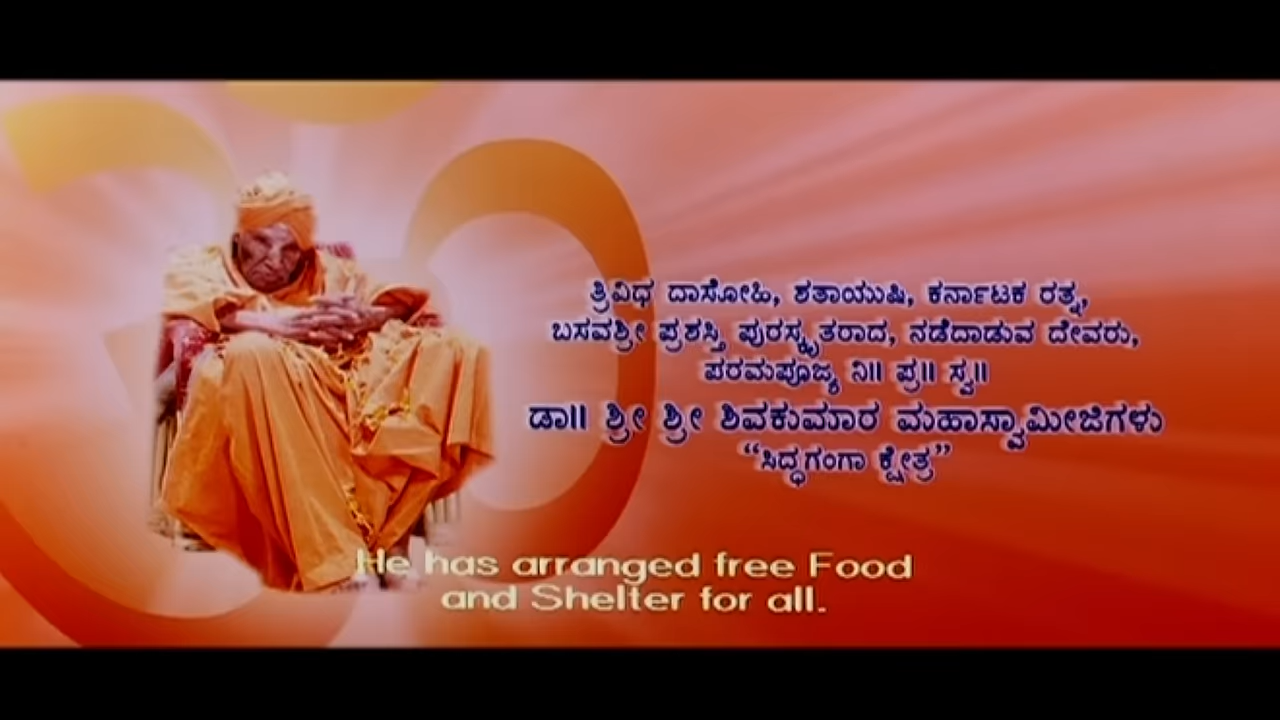 ತ್ರಿವಿಧ ದಾಸೋಹಿ, ಶತಾಯುಷಿ, ಕರ್ನಾಟಕ ರತ್ನ,
ಬಸವಶ್ರೀ ಪ್ರಶಸ್ತಿ ಪುರಸ್ಕೃತರಾದ, ನಡೆದಾಡುವ ದೇವರು,
ಪರಮಪೂಜ್ಯ ನಿ॥ ಪ್ರ॥ ಸ್ವ॥
ಡಾ॥ ಶ್ರೀ ಶ್ರೀ ಶಿವಕುಮಾರ ಮಹಾಸ್ವಾಮೀಜಿಗಳು
“ಸಿದ್ಧಗಂಗಾ ಕ್ಷೇತ್ರ”
He has arranged free Food
and Shelter for all.